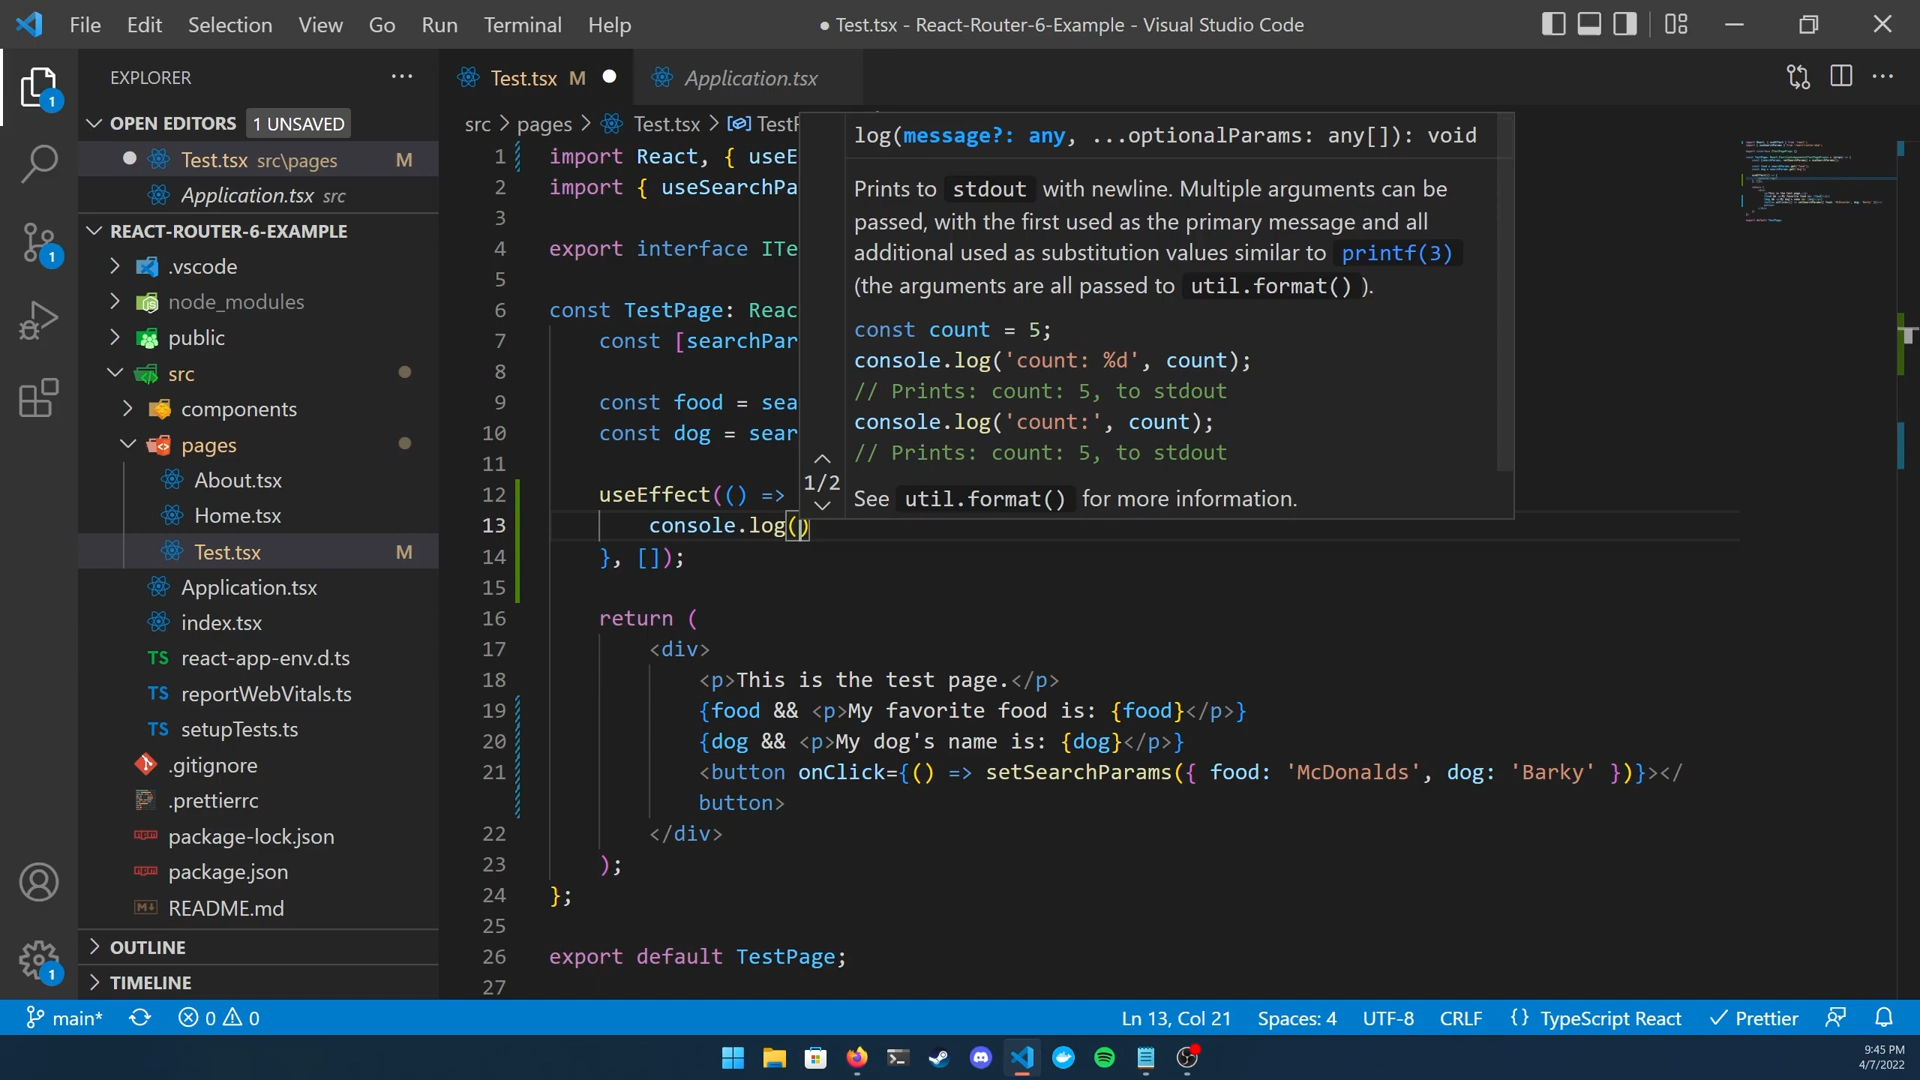 File Edit Selection View Go Run Terminal Help
● Test.tsx - React-Router-6-Example - Visual Studio Code
EXPLORER
OPEN EDITORS 1 UNSAVED
Test.tsx src\pages M
Application.tsx src
REACT-ROUTER-6-EXAMPLE
.vscode
node_modules
public
src
components
pages
About.tsx
Home.tsx
Test.tsx M
Application.tsx
index.tsx
TS react-app-env.d.ts
TS reportWebVitals.ts
TS setupTests.ts
.gitignore
.prettierrc
package-lock.json
package.json
README.md
OUTLINE
TIMELINE
1
1
1
Test.tsx M
Application.tsx
src > pages > Test.tsx >
1 import React, { useE
2 import { useSearchPa
3
4 export interface ITe
5
6 const TestPage: Reac
7 const [searchPar
8
9 const food = sea
10 const dog = sear
11
12 useEffect(() =>
13 console.log()
14 }, []);
15
16 return (
17 <div>
18 <p>This is the test page.</p>
19 {food && <p>My favorite food is: {food}</p>}
20 {dog && <p>My dog's name is: {dog}</p>}
21 <button onClick={() => setSearchParams({ food: 'McDonalds', dog: 'Barky' })}></
button>
22 </div>
23 );
24 };
25
26 export default TestPage;
27
log(message?: any, ...optionalParams: any[]): void
Prints to stdout with newline. Multiple arguments can be
passed, with the first used as the primary message and all
additional used as substitution values similar to printf(3)
(the arguments are all passed to util.format() ).
const count = 5;
console.log('count: %d', count);
// Prints: count: 5, to stdout
console.log('count:', count);
// Prints: count: 5, to stdout
See util.format() for more information.
1/2
main* 0 0
Ln 13, Col 21 Spaces: 4 UTF-8 CRLF {} TypeScript React Prettier
9:45 PM
4/7/2022